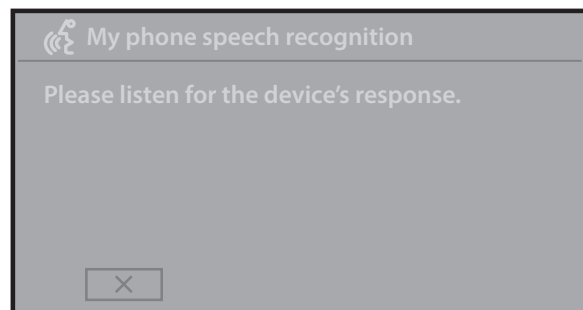 My phone speech recognition
Please listen for the device’s response.